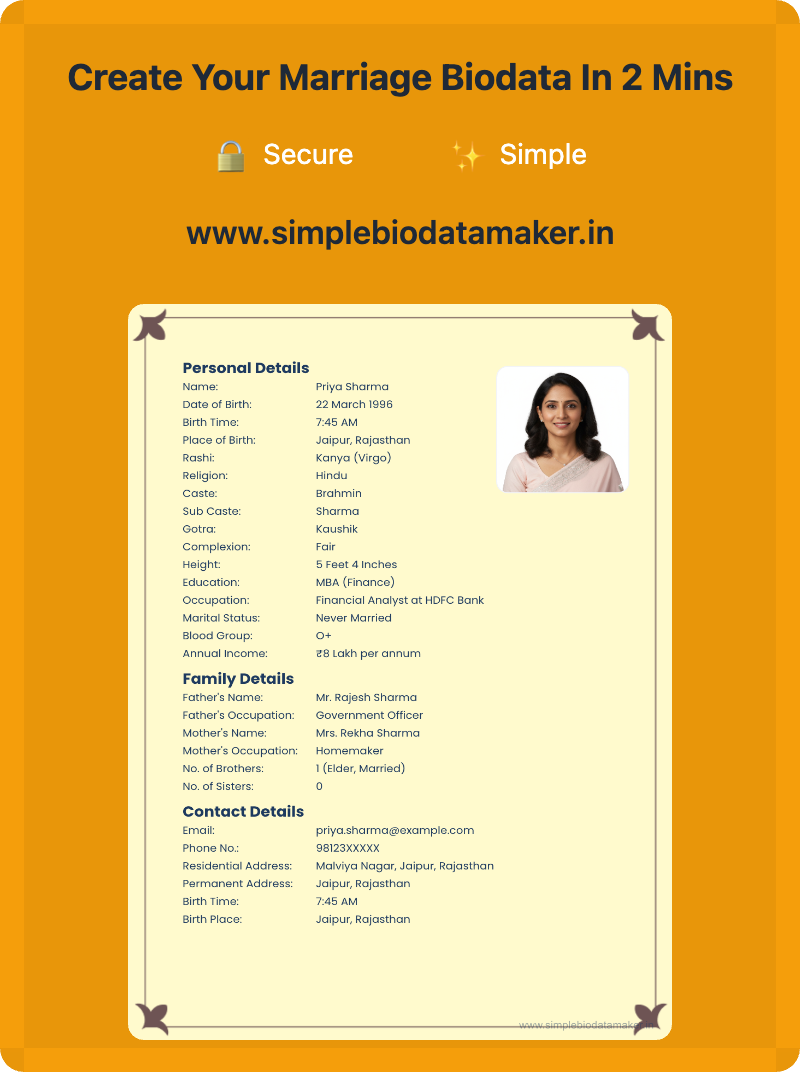 Create Your Marriage Biodata In 2 Mins
Secure
Simple
www.simplebiodatamaker.in
Personal Details
Name: Priya Sharma
Date of Birth: 22 March 1996
Birth Time: 7:45 AM
Place of Birth: Jaipur, Rajasthan
Rashi: Kanya (Virgo)
Religion: Hindu
Caste: Brahmin
Sub Caste: Sharma
Gotra: Kaushik
Complexion: Fair
Height: 5 Feet 4 Inches
Education: MBA (Finance)
Occupation: Financial Analyst at HDFC Bank
Marital Status: Never Married
Blood Group: O+
Annual Income: ₹8 Lakh per annum
Family Details
Father's Name: Mr. Rajesh Sharma
Father's Occupation: Government Officer
Mother's Name: Mrs. Rekha Sharma
Mother's Occupation: Homemaker
No. of Brothers: 1 (Elder, Married)
No. of Sisters: 0
Contact Details
Email: priya.sharma@example.com
Phone No.: 98123XXXXX
Residential Address: Malviya Nagar, Jaipur, Rajasthan
Permanent Address: Jaipur, Rajasthan
Birth Time: 7:45 AM
Birth Place: Jaipur, Rajasthan
www.simplebiodatamaker.in